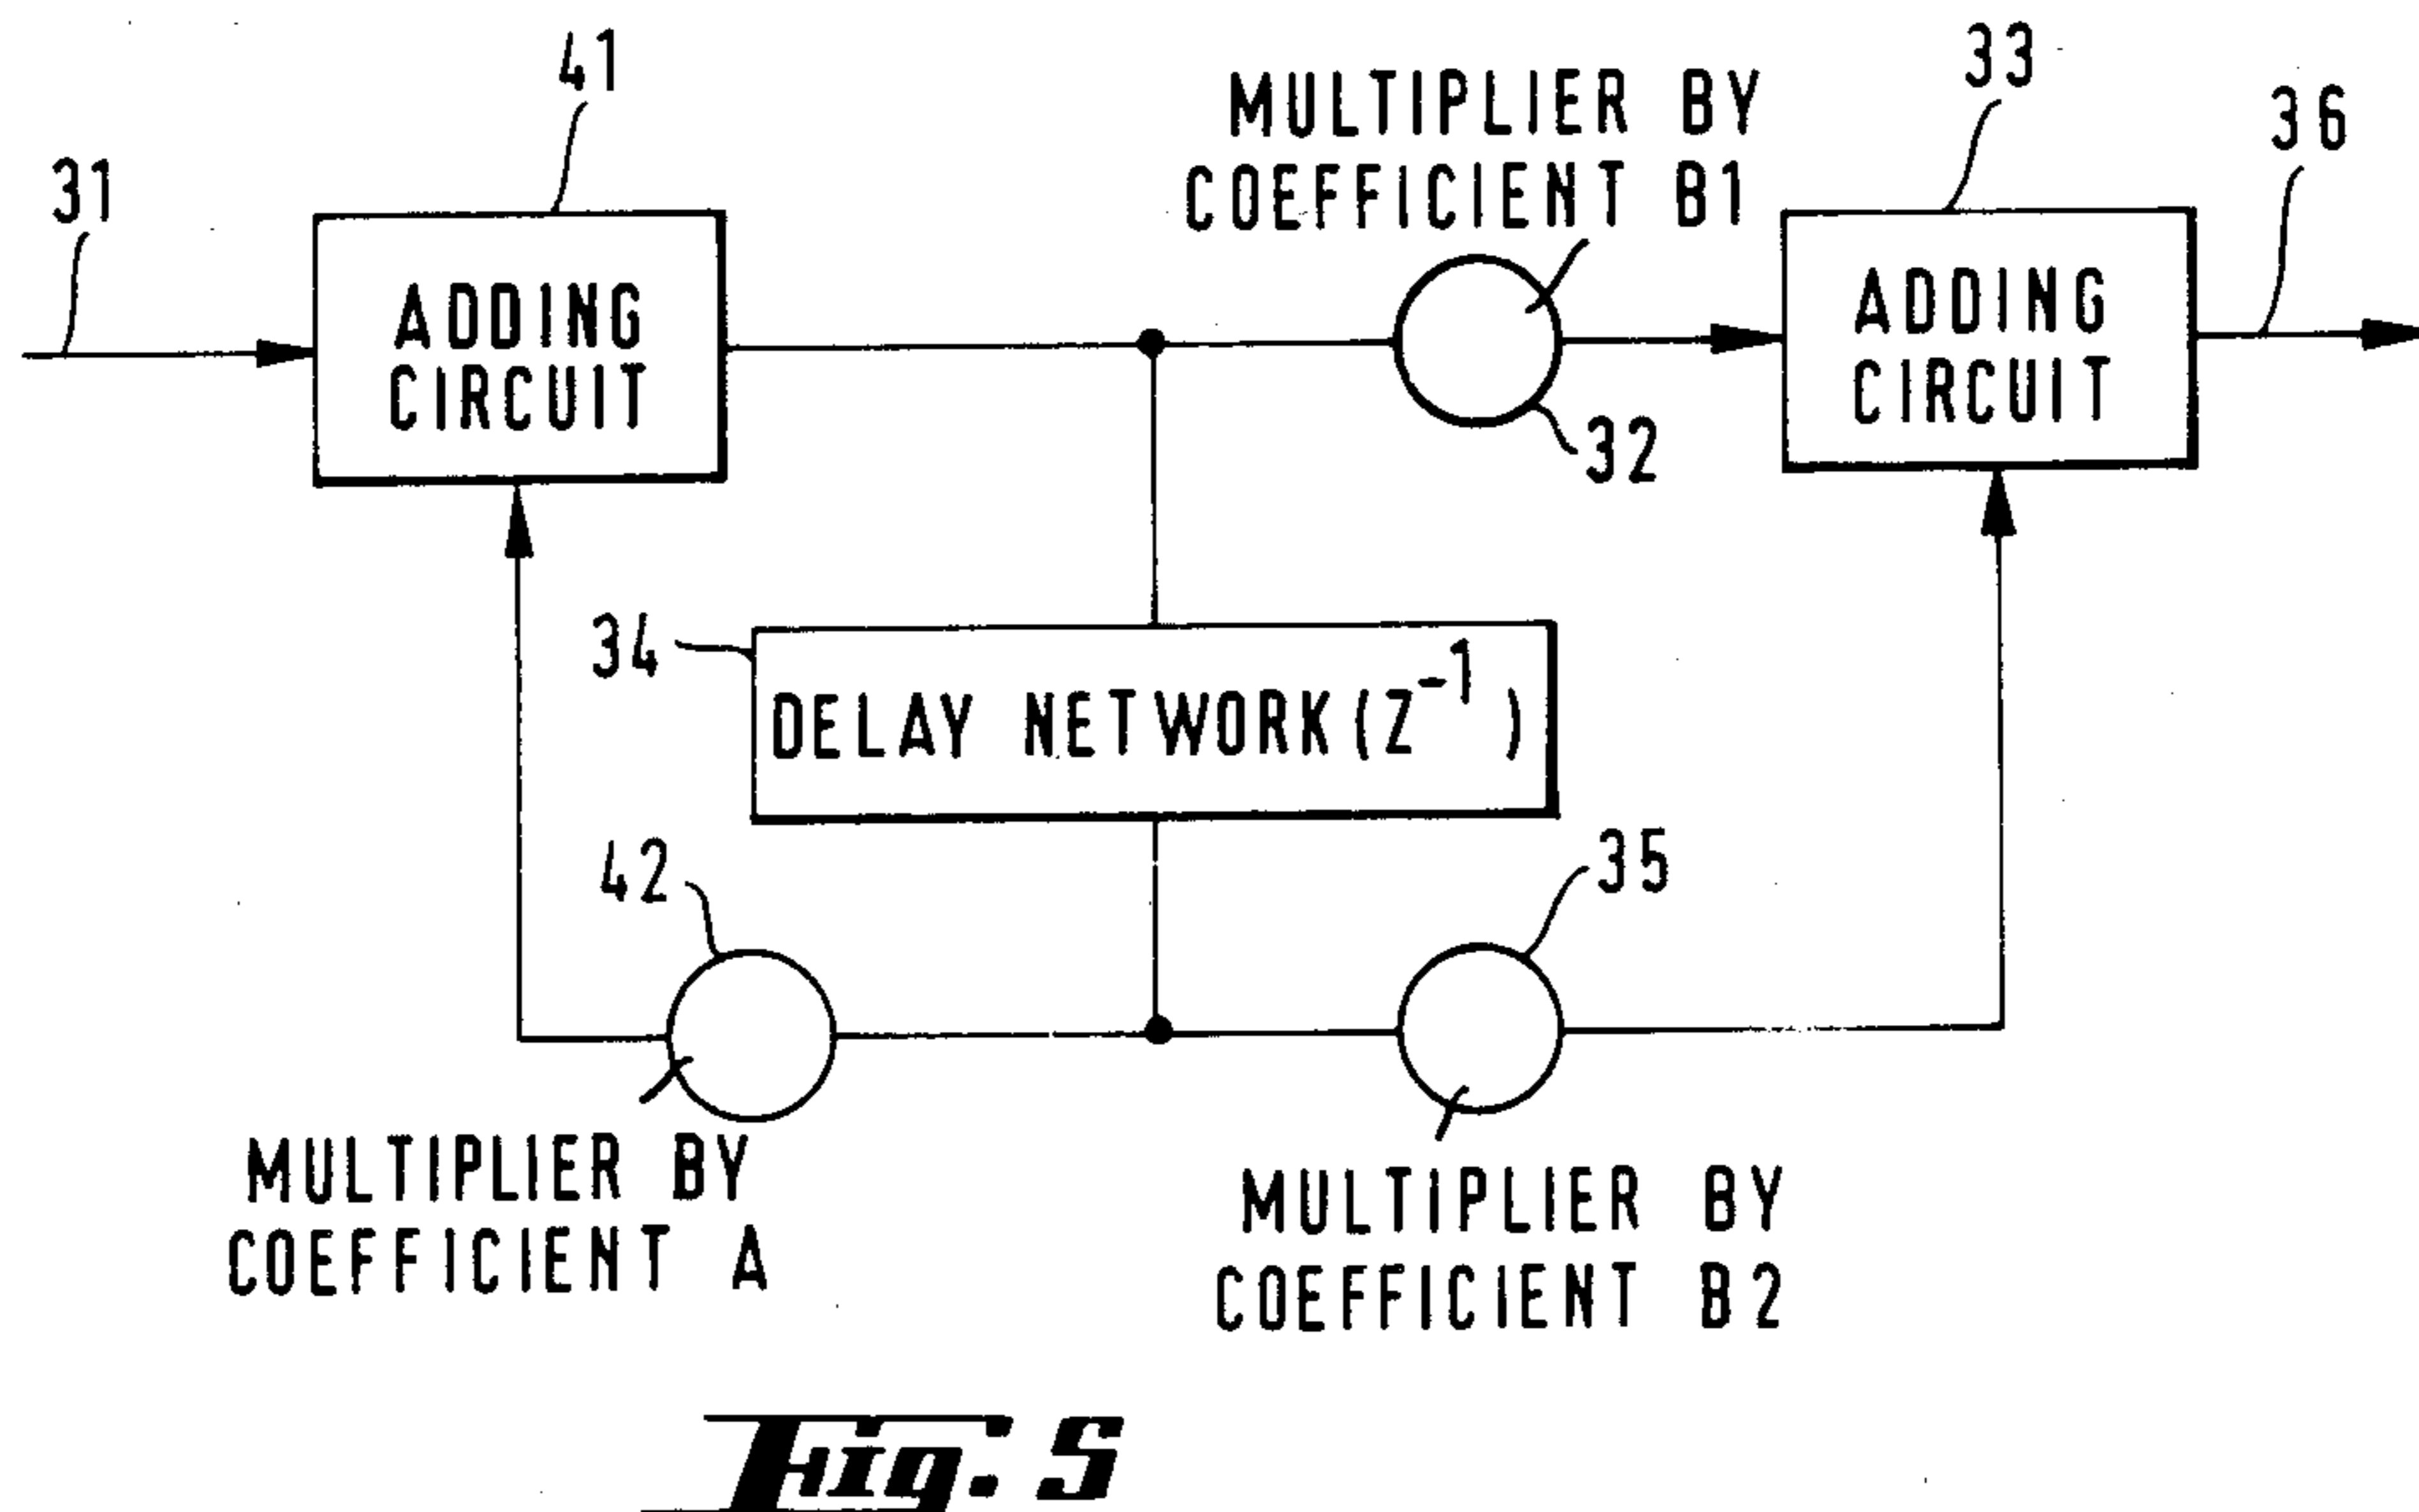 41
33
MULTIPLIER BY
COEFFICIENT B1
36
31
ADDING
CIRCUIT
ADDING
CIRCUIT
32
34
DELAY NETWORK (Z⁻¹)
42
35
MULTIPLIER BY
COEFFICIENT A
MULTIPLIER BY
COEFFICIENT B2
Fig. 5